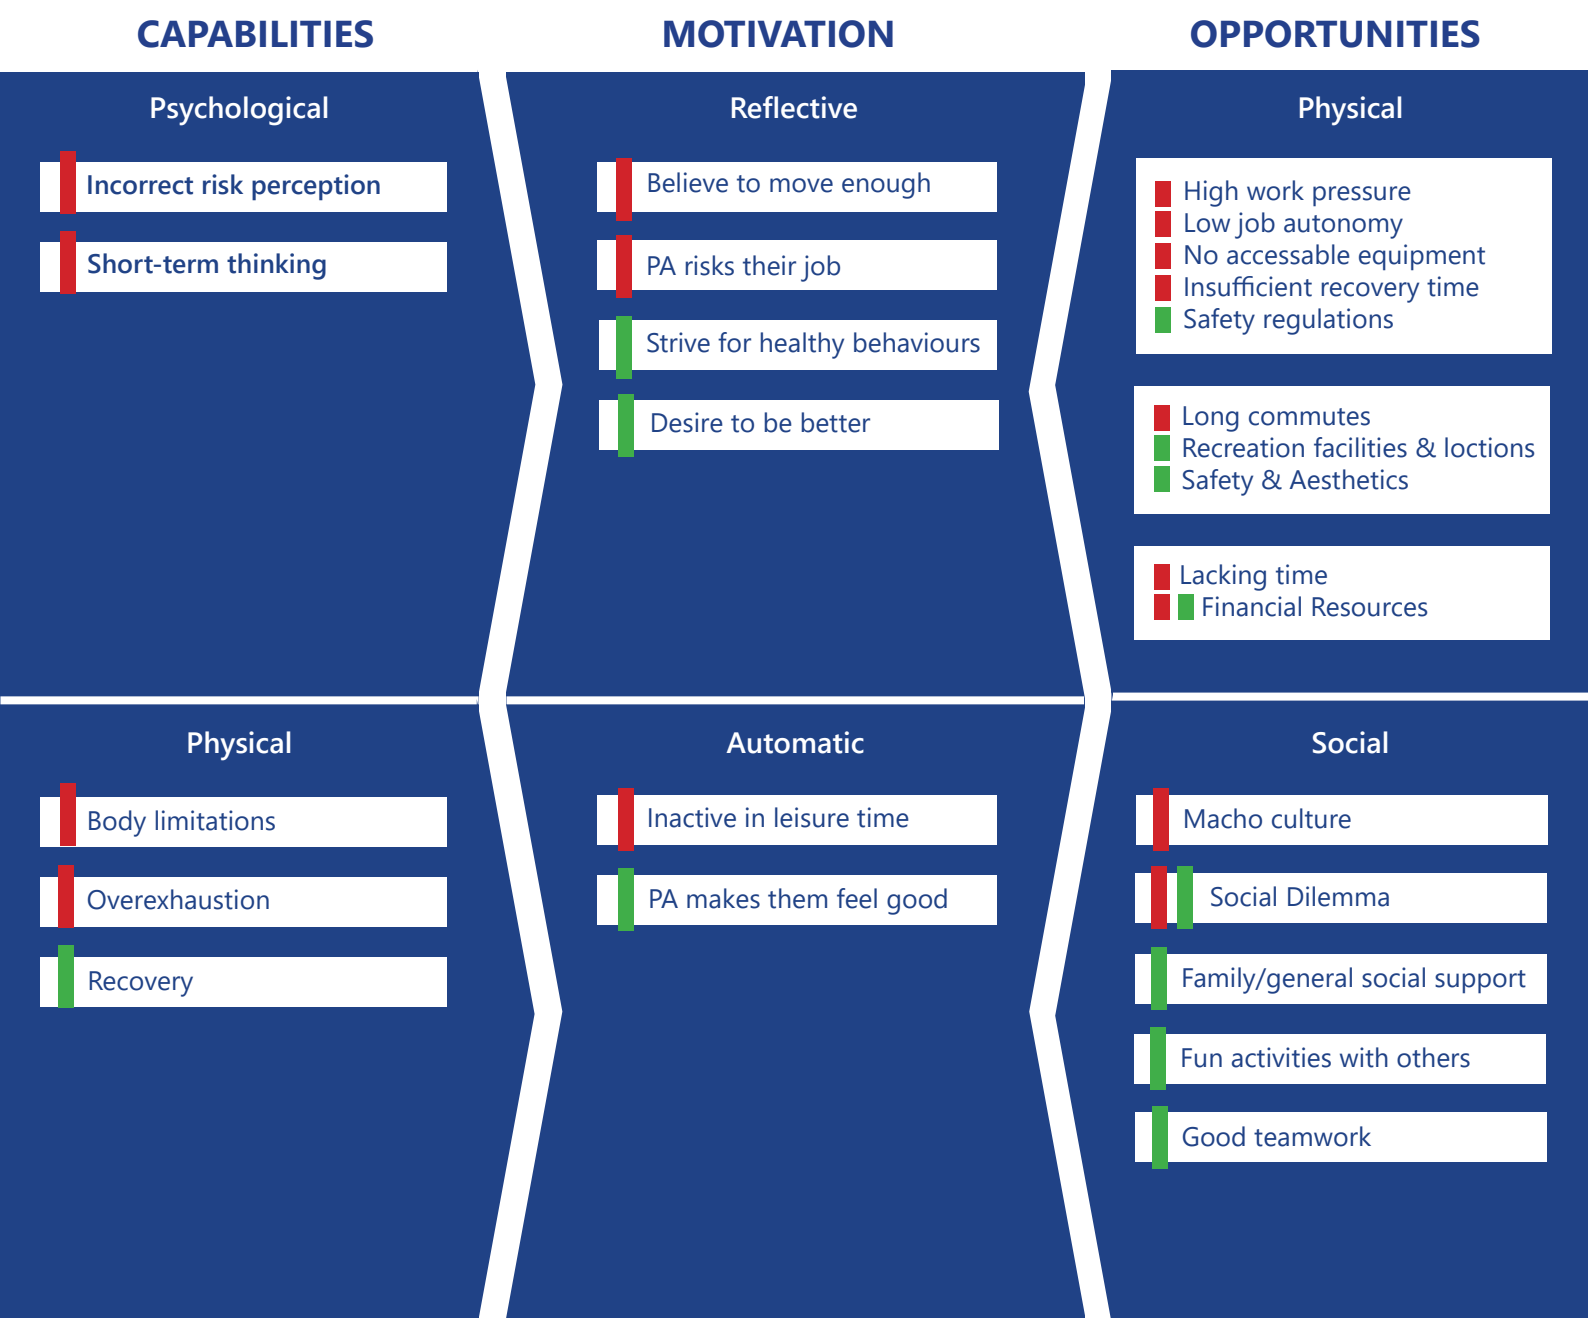 CAPABILITIES
Psychological
Incorrect risk perception
Short-term thinking
Physical
Body limitations
Overexhaustion
Recovery
MOTIVATION
Reflective
Believe to move enough
PA risks their job
Strive for healthy behaviours
Desire to be better
Automatic
Inactive in leisure time
PA makes them feel good
OPPORTUNITIES
Physical
High work pressure
Low job autonomy
No accessable equipment
Insufficient recovery time
Safety regulations
Long commutes
Recreation facilities & loctions
Safety & Aesthetics
Lacking time
Financial Resources
Social
Macho culture
Social Dilemma
Family/general social support
Fun activities with others
Good teamwork